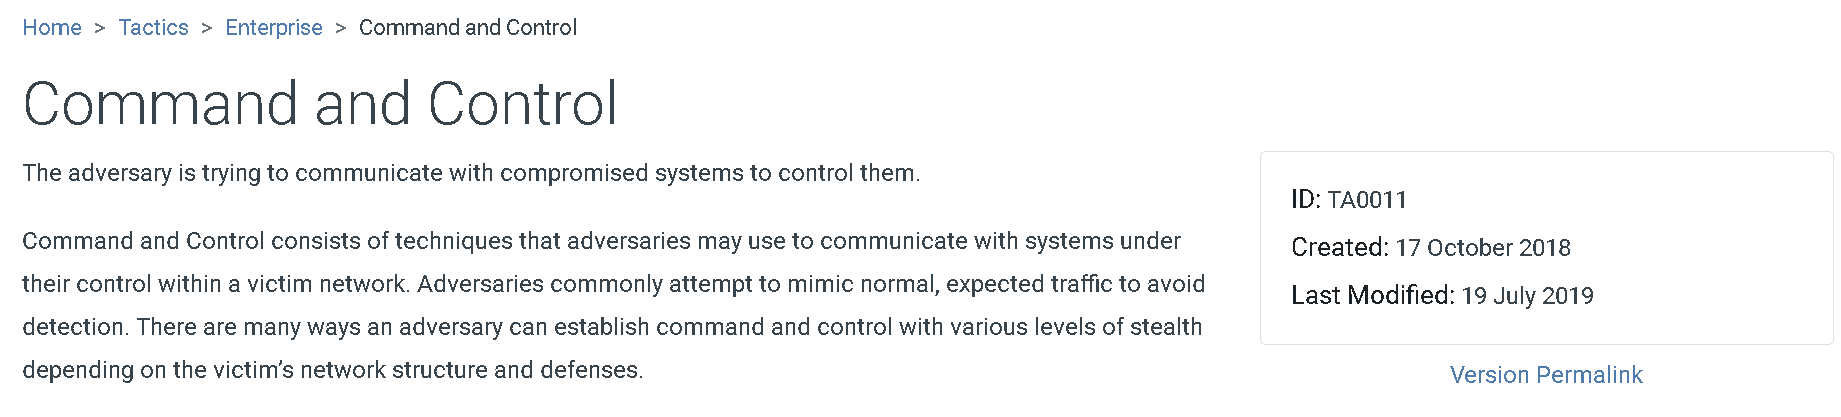 Home > Tactics > Enterprise > Command and Control
Command and Control
The adversary is trying to communicate with compromised systems to control them.
Command and Control consists of techniques that adversaries may use to communicate with systems under
their control within a victim network. Adversaries commonly attempt to mimic normal, expected traffic to avoid
detection. There are many ways an adversary can establish command and control with various levels of stealth
depending on the victim’s network structure and defenses.
ID: TA0011
Created: 17 October 2018
Last Modified: 19 July 2019
Version Permalink